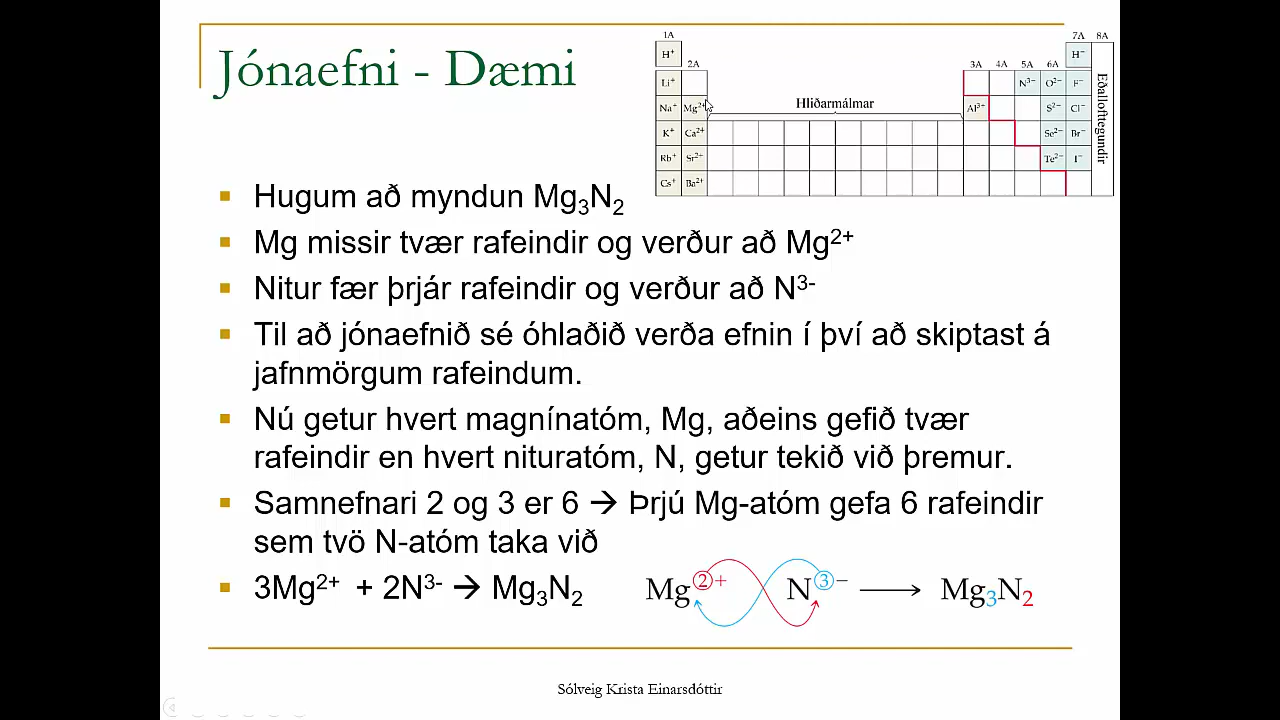 Jónaefni - Dæmi
1A 7A 8A
H⁺ 2A 3A 4A 5A 6A H⁻
Li⁺ N³⁻ O²⁻ F⁻
Na⁺ Mg²⁺ Hliðarmálmar Al³⁺ S²⁻ Cl⁻
K⁺ Ca²⁺ Se²⁻ Br⁻
Rb⁺ Sr²⁺ Te²⁻ I⁻
Cs⁺ Ba²⁺
Eðallofttegundir
Hugum að myndun Mg₃N₂
Mg missir tvær rafeindir og verður að Mg²⁺
Nitur fær þrjár rafeindir og verður að N³⁻
Til að jónaefnið sé óhlaðið verða efnin í því að skiptast á
jafnmörgum rafeindum.
Nú getur hvert magnínatóm, Mg, aðeins gefið tvær
rafeindir en hvert nituratóm, N, getur tekið við þremur.
Samnefnari 2 og 3 er 6 → Þrjú Mg-atóm gefa 6 rafeindir
sem tvö N-atóm taka við
3Mg²⁺ + 2N³⁻ → Mg₃N₂
Mg②⁺ N③⁻ ⟶ Mg₃N₂
Sólveig Krista Einarsdóttir